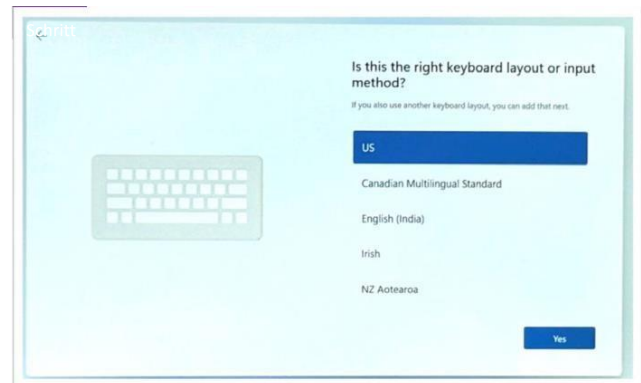 Schritt
Is this the right keyboard layout or input
method?
If you also use another keyboard layout, you can add that next.
US
Canadian Multilingual Standard
English (India)
Irish
NZ Aotearoa
Yes